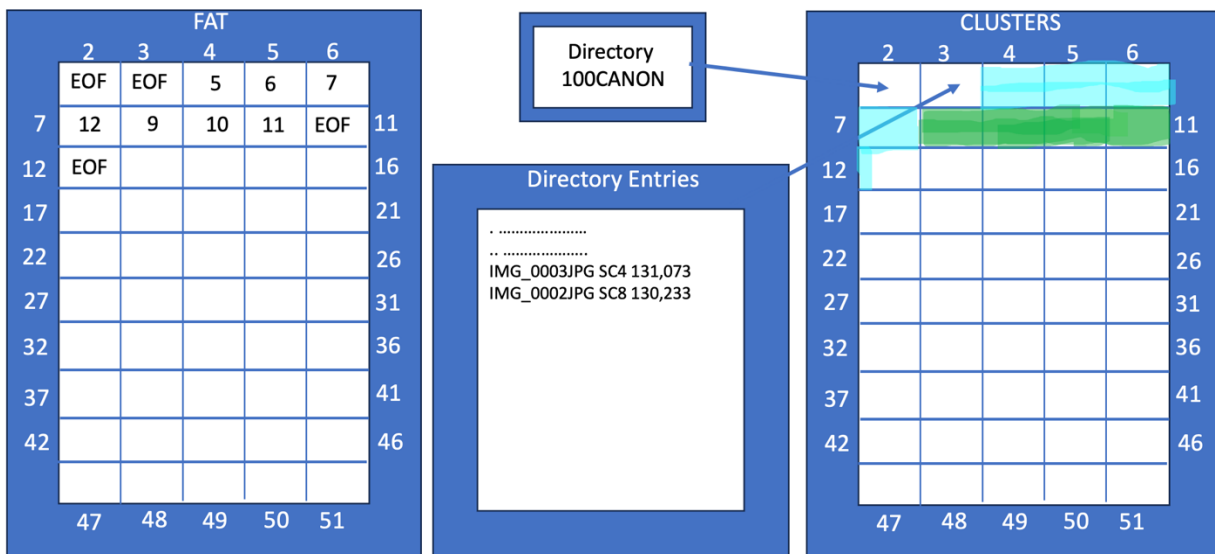 FAT
2 3 4 5 6
EOF EOF 5 6 7
7 12 9 10 11 EOF 11
12 EOF 16
17 21
22 26
27 31
32 36
37 41
42 46
47 48 49 50 51
Directory
100CANON
Directory Entries
. .....................
.. .....................
IMG_0003JPG SC4 131,073
IMG_0002JPG SC8 130,233
CLUSTERS
2 3 4 5 6
7 11
12 16
17 21
22 26
27 31
32 36
37 41
42 46
47 48 49 50 51